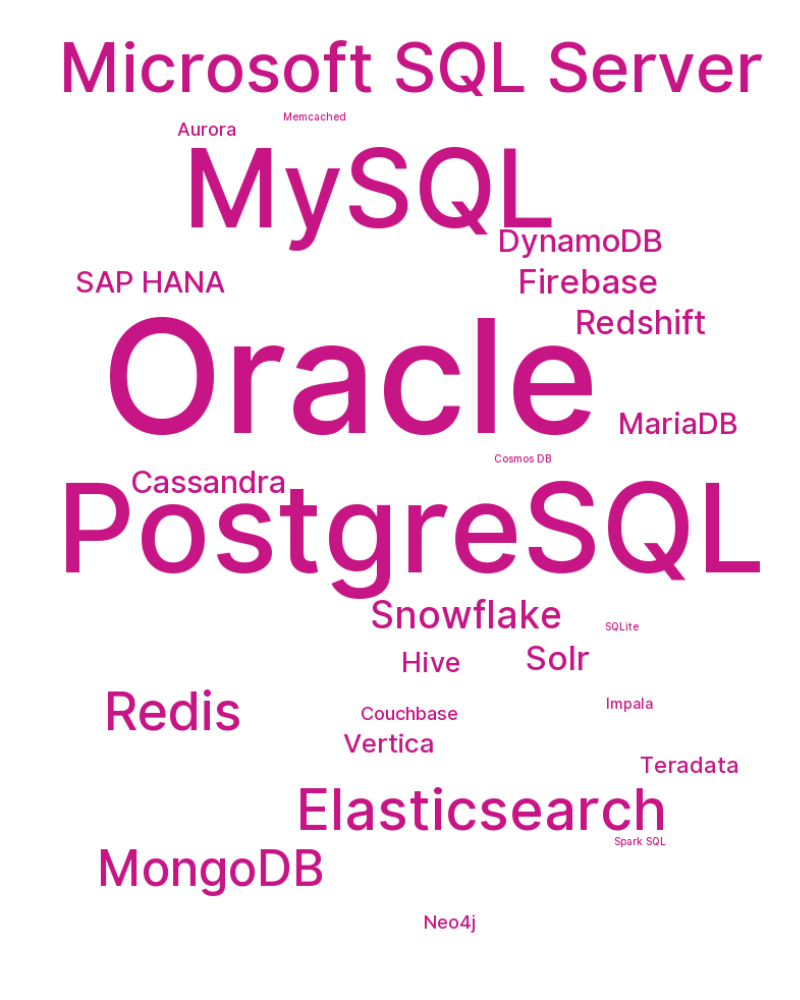 Microsoft SQL Server
Memcached
Aurora
MySQL
DynamoDB
SAP HANA
Firebase
Redshift
Oracle
MariaDB
Cosmos DB
Cassandra
PostgreSQL
Snowflake
SQLite
Hive
Solr
Redis
Impala
Couchbase
Vertica
Teradata
Elasticsearch
Spark SQL
MongoDB
Neo4j